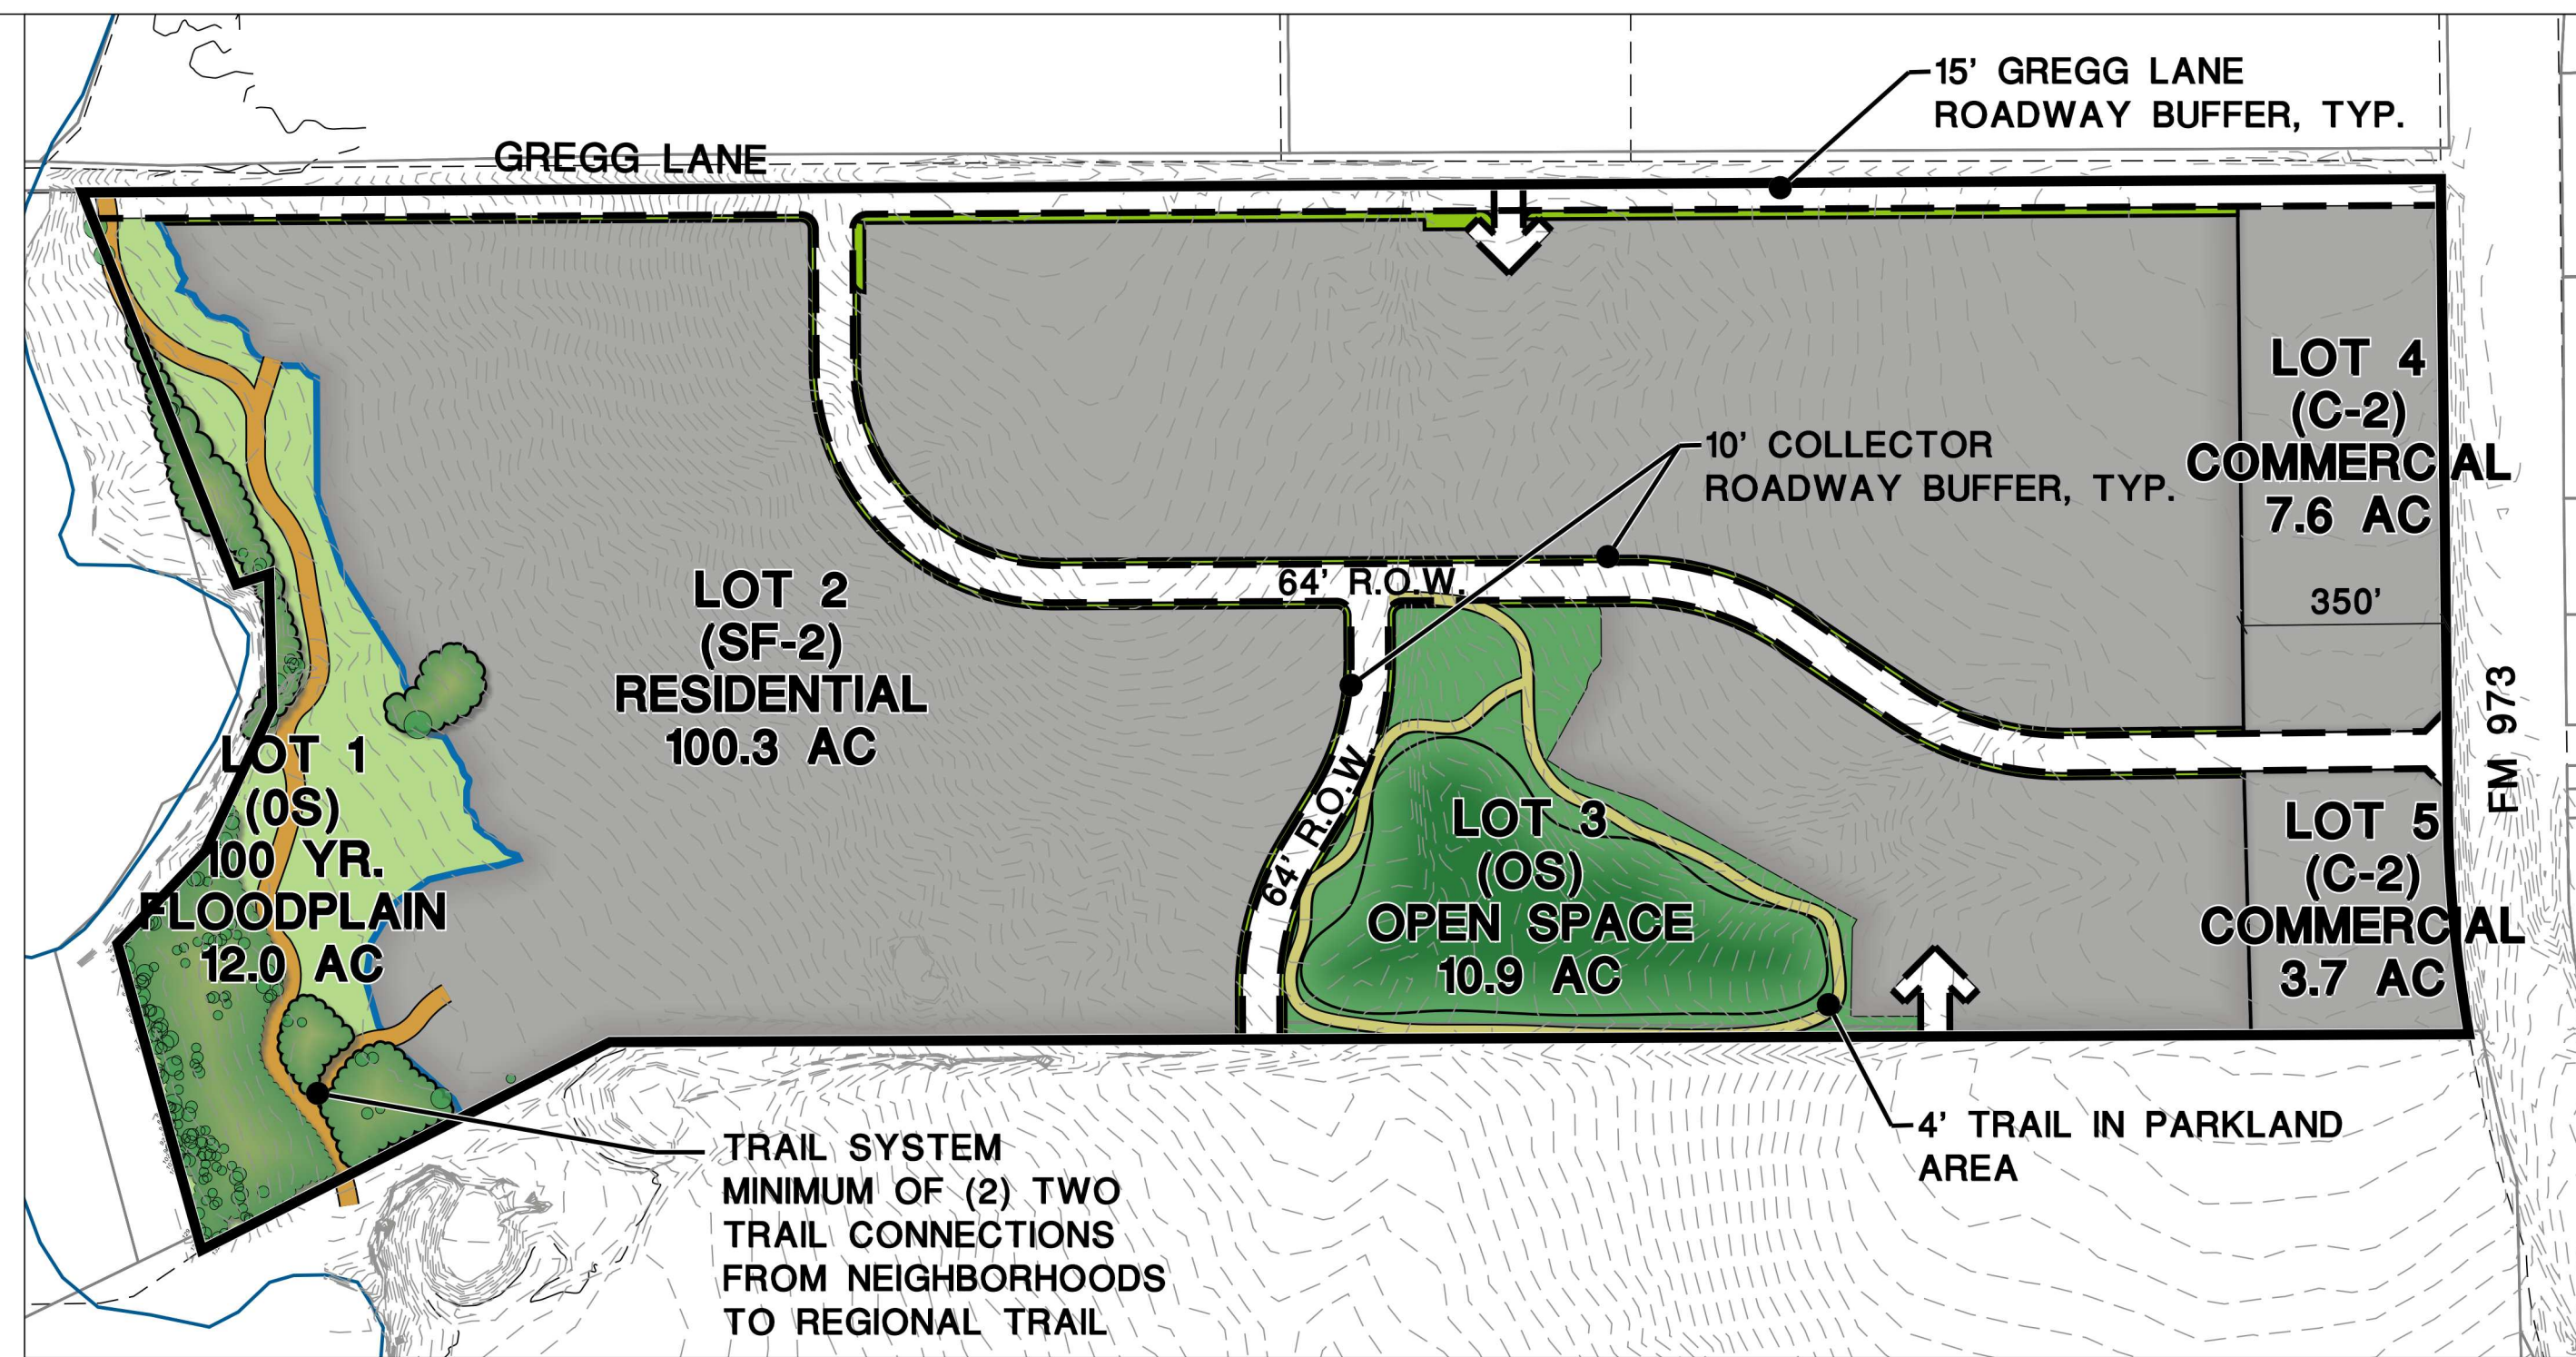 15' GREGG LANE
ROADWAY BUFFER, TYP.
GREGG LANE
LOT 4
(C-2)
COMMERCIAL
7.6 AC
350'
10' COLLECTOR
ROADWAY BUFFER, TYP.
64' R.O.W.
LOT 2
(SF-2)
RESIDENTIAL
100.3 AC
FM 973
LOT 1
(0S)
100 YR.
FLOODPLAIN
12.0 AC
64' R.O.W.
LOT 3
(OS)
OPEN SPACE
10.9 AC
LOT 5
(C-2)
COMMERCIAL
3.7 AC
4' TRAIL IN PARKLAND
AREA
TRAIL SYSTEM
MINIMUM OF (2) TWO
TRAIL CONNECTIONS
FROM NEIGHBORHOODS
TO REGIONAL TRAIL